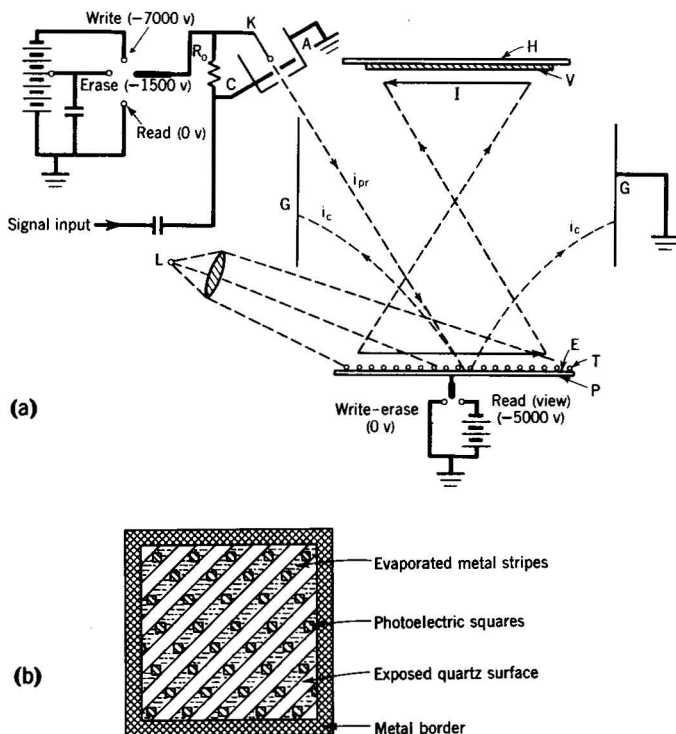 Write (−7000 v)
K
A
H
V
R₀
C
Erase (−1500 v)
I
Read (0 v)
i_pr
G
G
i_c
i_c
Signal input
L
E
T
P
(a)
Write-erase
(0 v)
Read (view)
(−5000 v)
Evaporated metal stripes
Photoelectric squares
(b)
Exposed quartz surface
Metal border